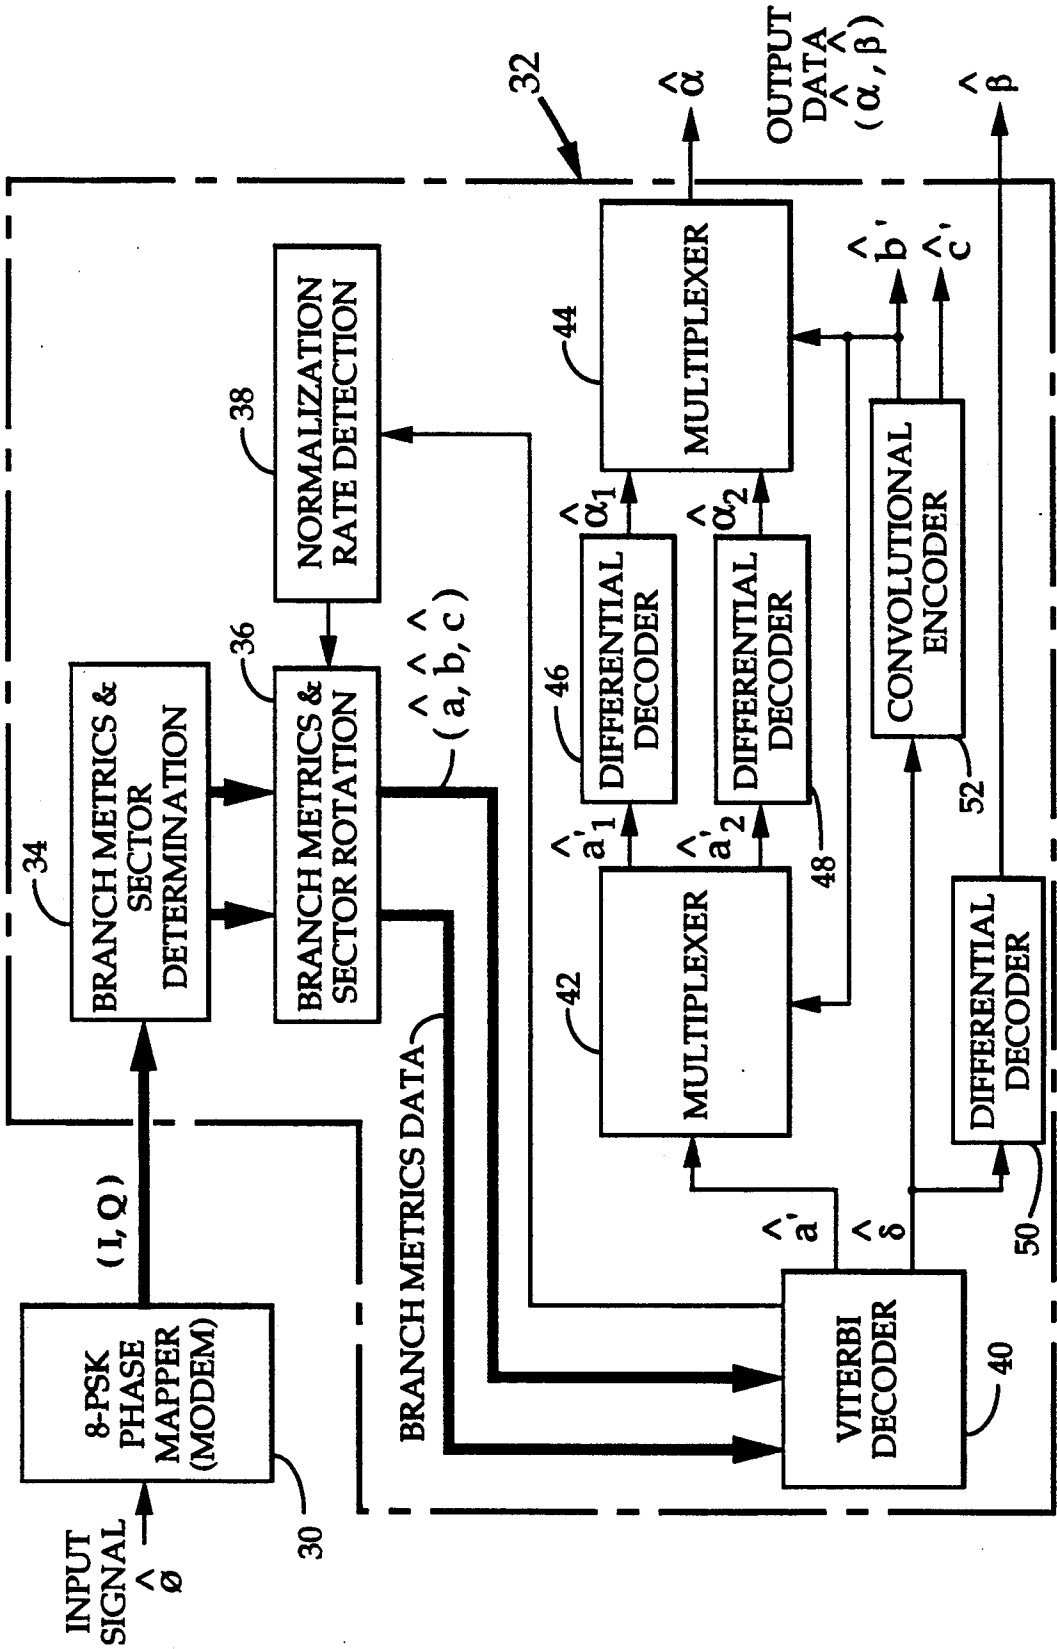 INPUT
SIGNAL
^
ø
8-PSK
PHASE
MAPPER
(MODEM)
30
(I, Q)
34
BRANCH METRICS &
SECTOR
DETERMINATION
36
BRANCH METRICS &
SECTOR ROTATION
38
NORMALIZATION
RATE DETECTION
(â, b̂, ĉ)
BRANCH METRICS DATA
32
VITERBI
DECODER
40
â'
δ̂
42
MULTIPLEXER
â'1
â'2
46
DIFFERENTIAL
DECODER
DIFFERENTIAL
DECODER
48
α̂1
α̂2
44
MULTIPLEXER
α̂
OUTPUT
DATA
(α̂, β̂)
CONVOLUTIONAL
ENCODER
52
b̂'
ĉ'
DIFFERENTIAL
DECODER
50
β̂